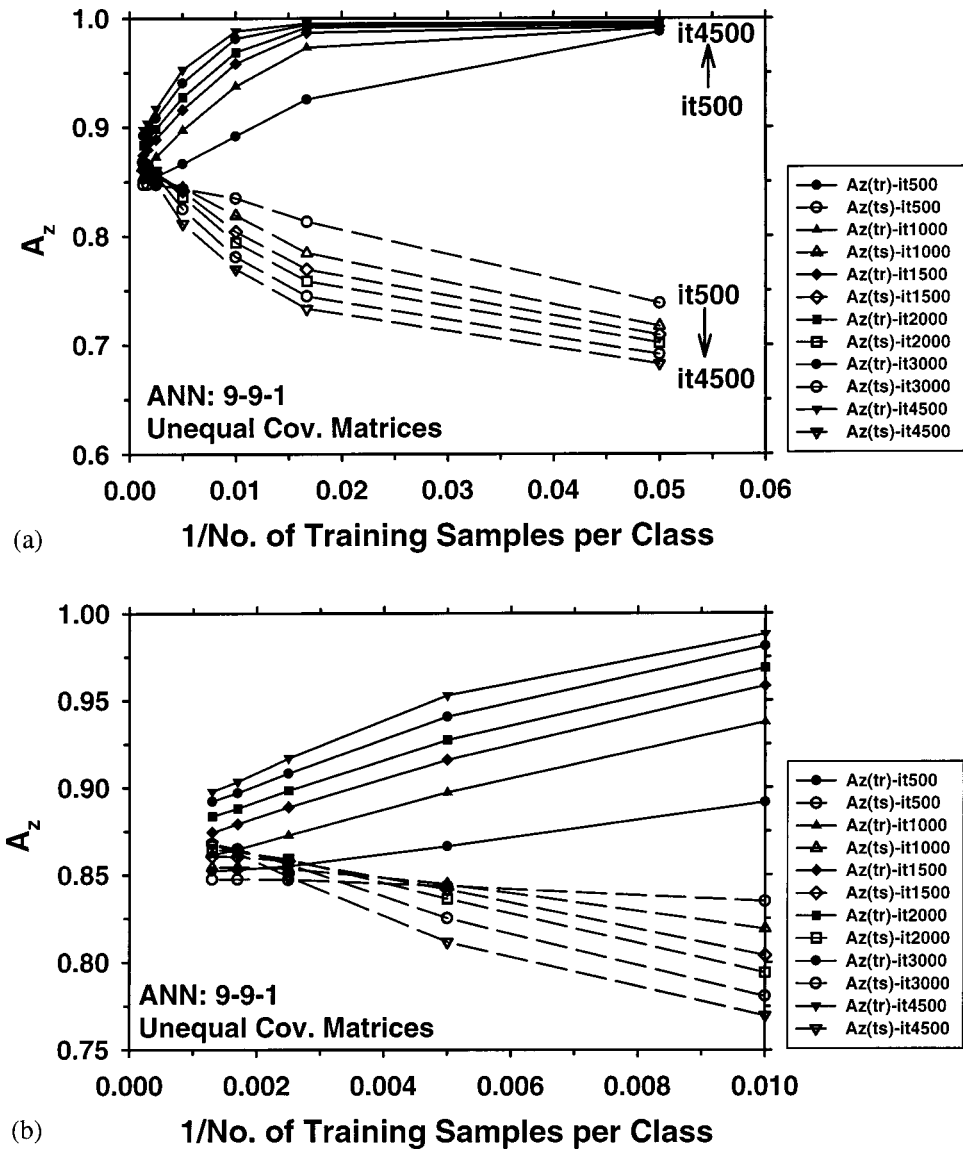 1.0
0.9
0.8
0.7
0.6
A_z
it4500
it500
it500
it4500
ANN: 9-9-1
Unequal Cov. Matrices
0.00 0.01 0.02 0.03 0.04 0.05 0.06
(a) 1/No. of Training Samples per Class
Az(tr)-it500
Az(ts)-it500
Az(tr)-it1000
Az(ts)-it1000
Az(tr)-it1500
Az(ts)-it1500
Az(tr)-it2000
Az(ts)-it2000
Az(tr)-it3000
Az(ts)-it3000
Az(tr)-it4500
Az(ts)-it4500
1.00
0.95
0.90
0.85
0.80
0.75
A_z
ANN: 9-9-1
Unequal Cov. Matrices
0.000 0.002 0.004 0.006 0.008 0.010
(b) 1/No. of Training Samples per Class
Az(tr)-it500
Az(ts)-it500
Az(tr)-it1000
Az(ts)-it1000
Az(tr)-it1500
Az(ts)-it1500
Az(tr)-it2000
Az(ts)-it2000
Az(tr)-it3000
Az(ts)-it3000
Az(tr)-it4500
Az(ts)-it4500